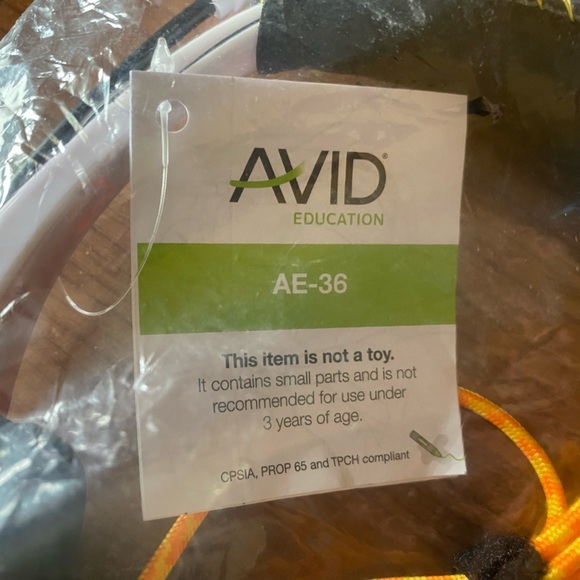 AVID®
EDUCATION
AE-36
This item is not a toy.
It contains small parts and is not
recommended for use under
3 years of age.
CPSIA, PROP 65 and TPCH compliant